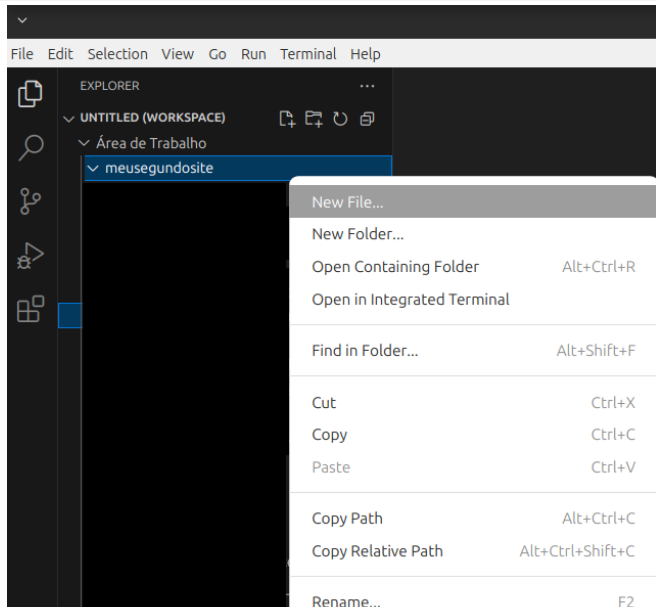 File Edit Selection View Go Run Terminal Help
EXPLORER ...
UNTITLED (WORKSPACE)
Área de Trabalho
meusegundosite
New File...
New Folder...
Open Containing Folder Alt+Ctrl+R
Open in Integrated Terminal
Find in Folder... Alt+Shift+F
Cut Ctrl+X
Copy Ctrl+C
Paste Ctrl+V
Copy Path Alt+Ctrl+C
Copy Relative Path Alt+Ctrl+Shift+C
Rename... F2